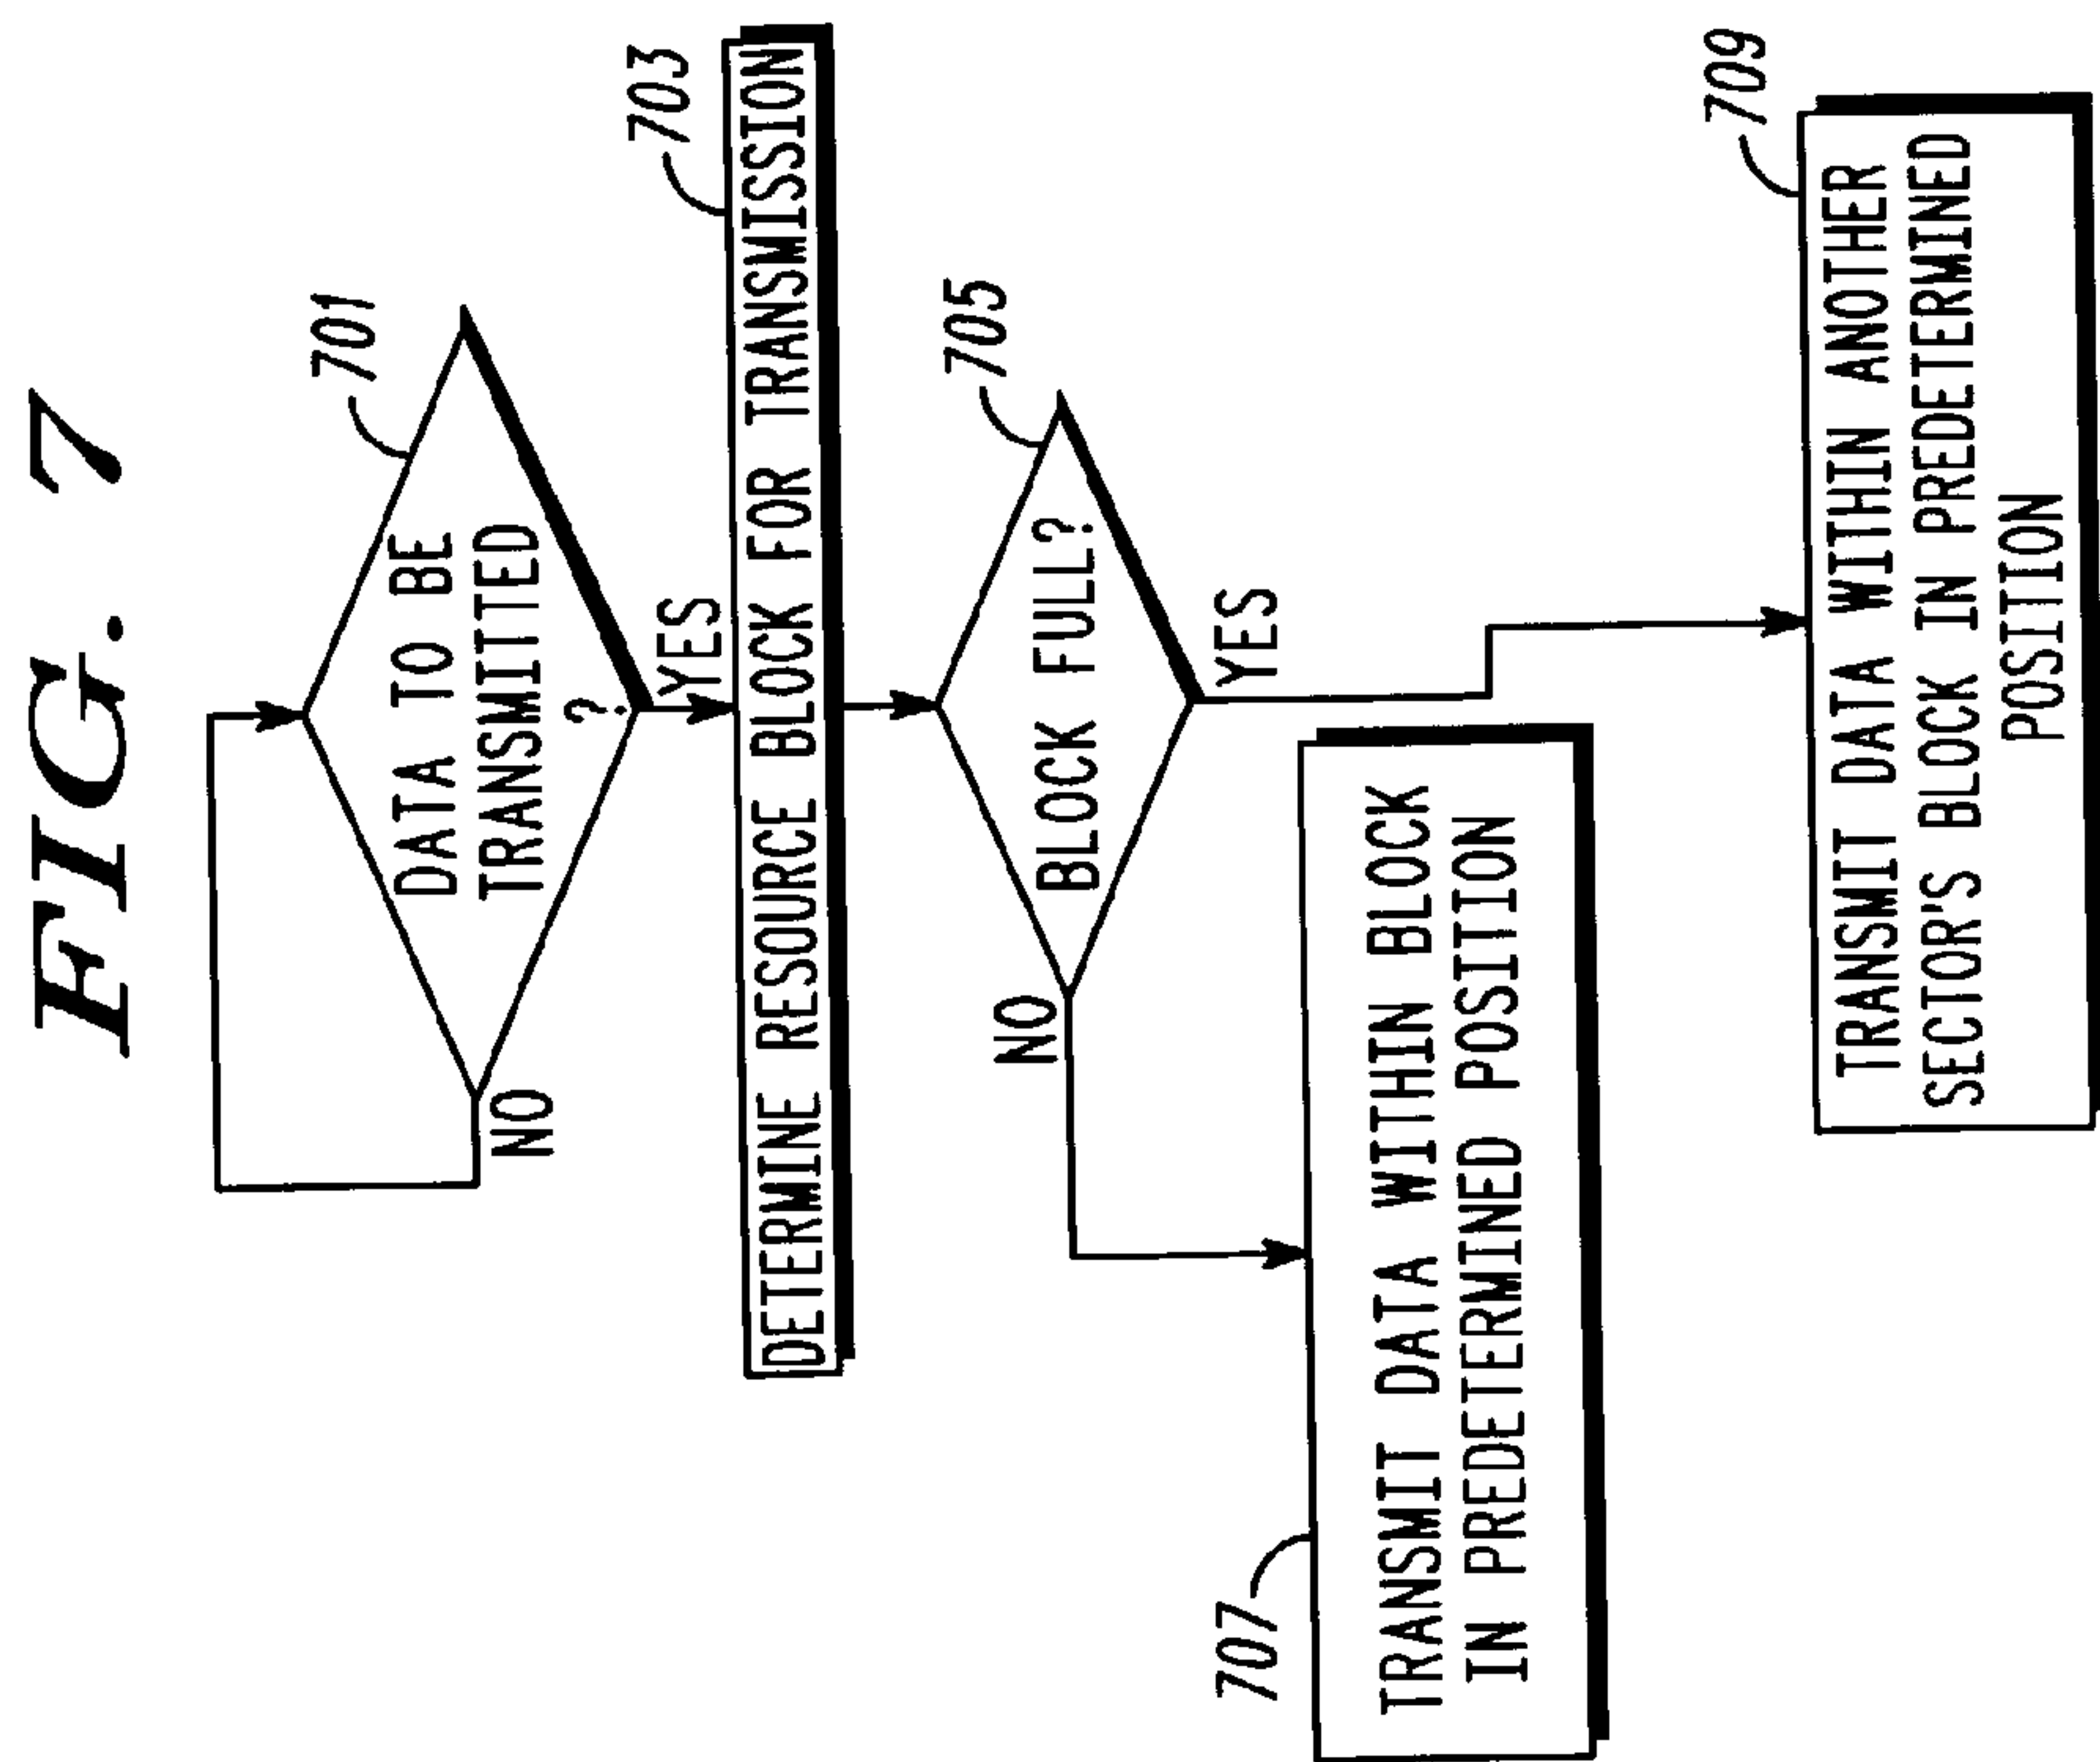 FIG. 7
701
DATA TO BE
TRANSMITTED
?
NO
YES
703
DETERMINE RESOURCE BLOCK FOR TRANSMISSION
705
BLOCK FULL?
NO
YES
707
TRANSMIT DATA WITHIN BLOCK
IN PREDETERMINED POSITION
709
TRANSMIT DATA WITHIN ANOTHER
SECTOR'S BLOCK IN PREDETERMINED
POSITION